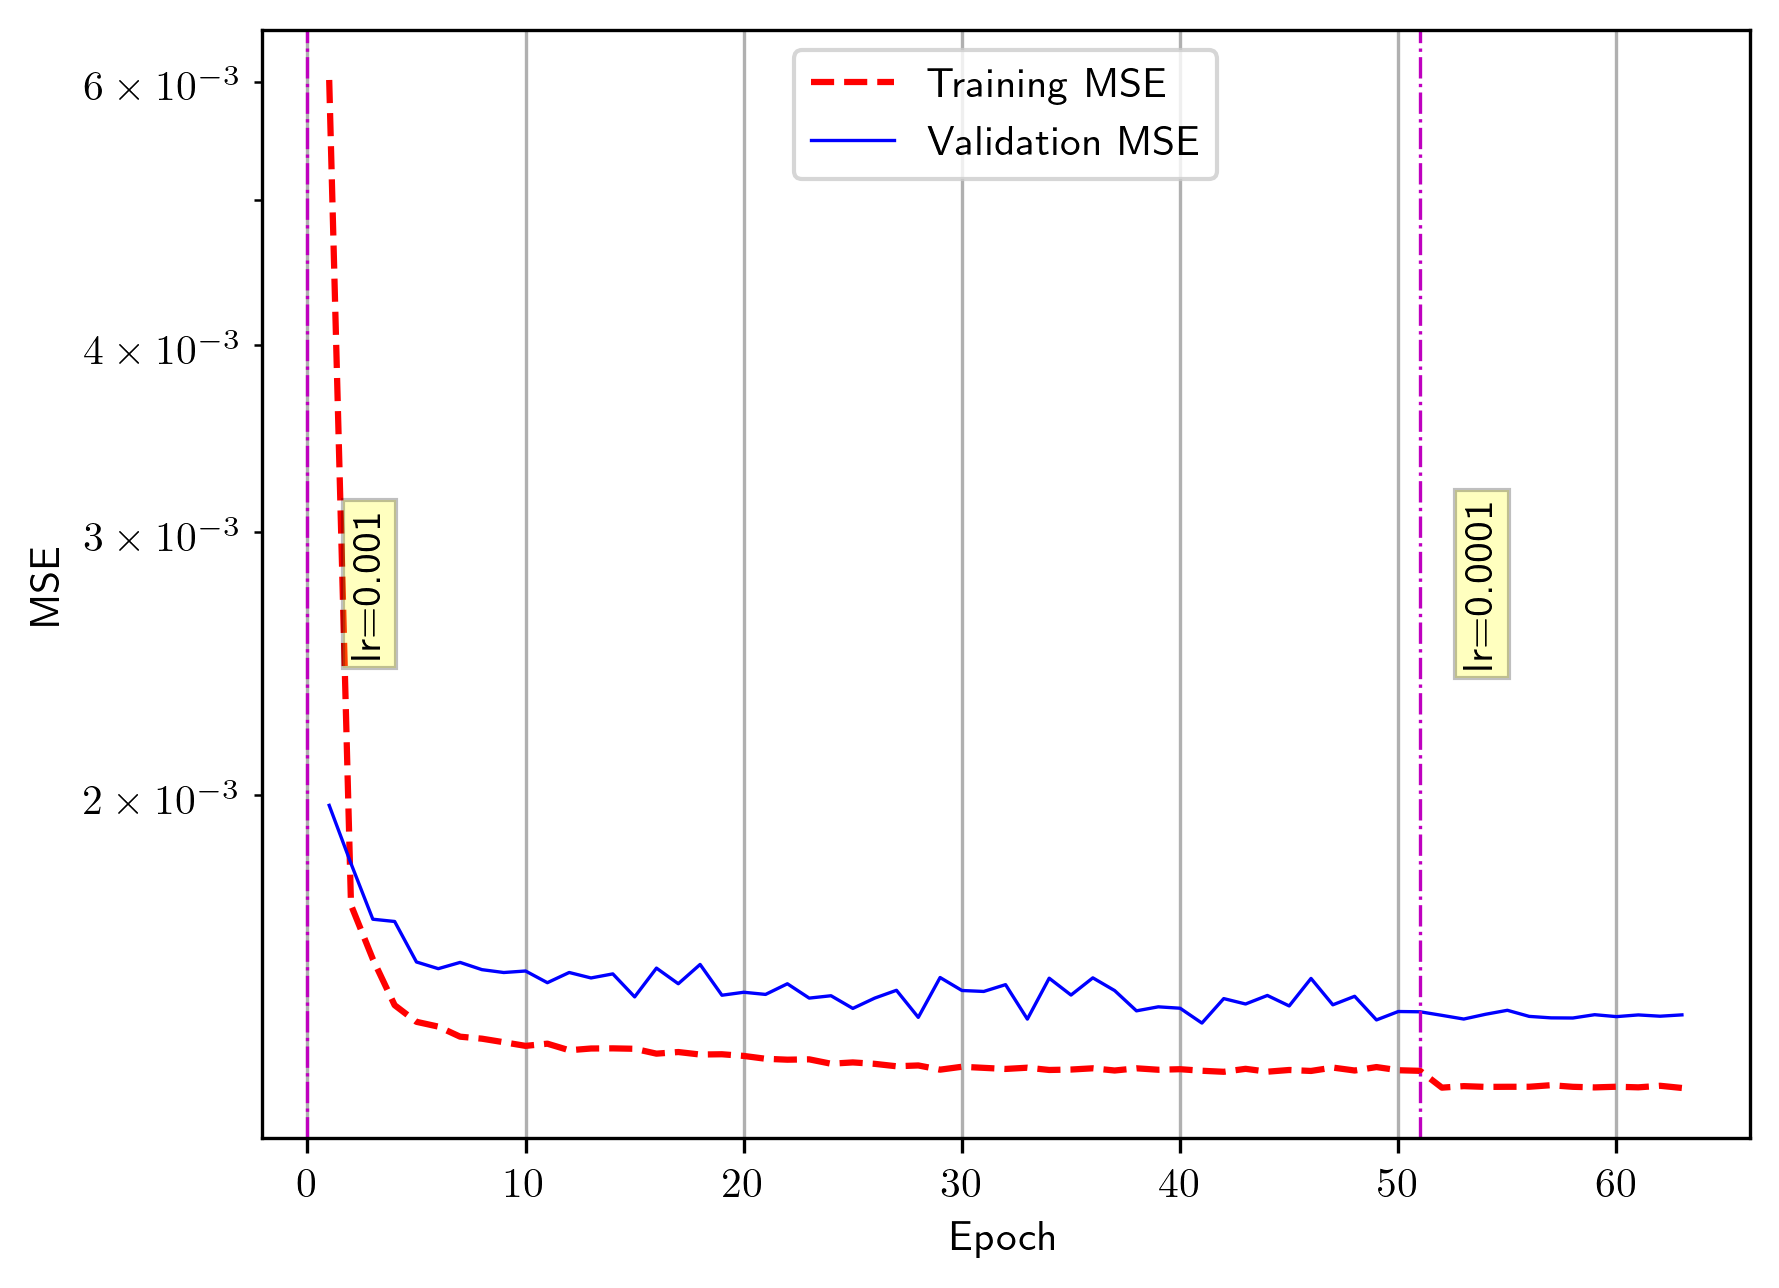 Training MSE
Validation MSE
6 × 10⁻³
4 × 10⁻³
3 × 10⁻³
2 × 10⁻³
MSE
lr=0.001
lr=0.0001
0 10 20 30 40 50 60
Epoch